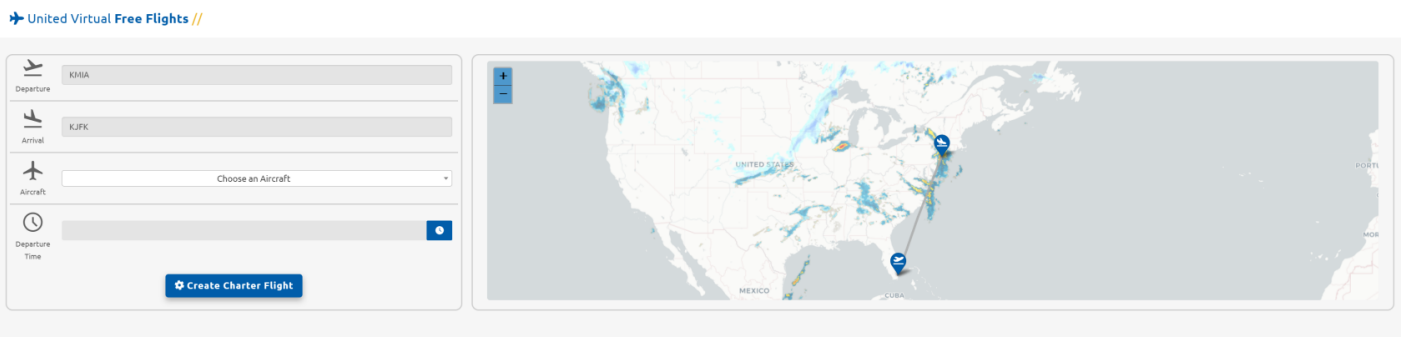 United Virtual Free Flights //
Departure
KMIA
Arrival
KJFK
Aircraft
Choose an Aircraft
Departure
Time
Create Charter Flight
+
−
UNITED STATES
MEXICO
CUBA
PORT
MOR